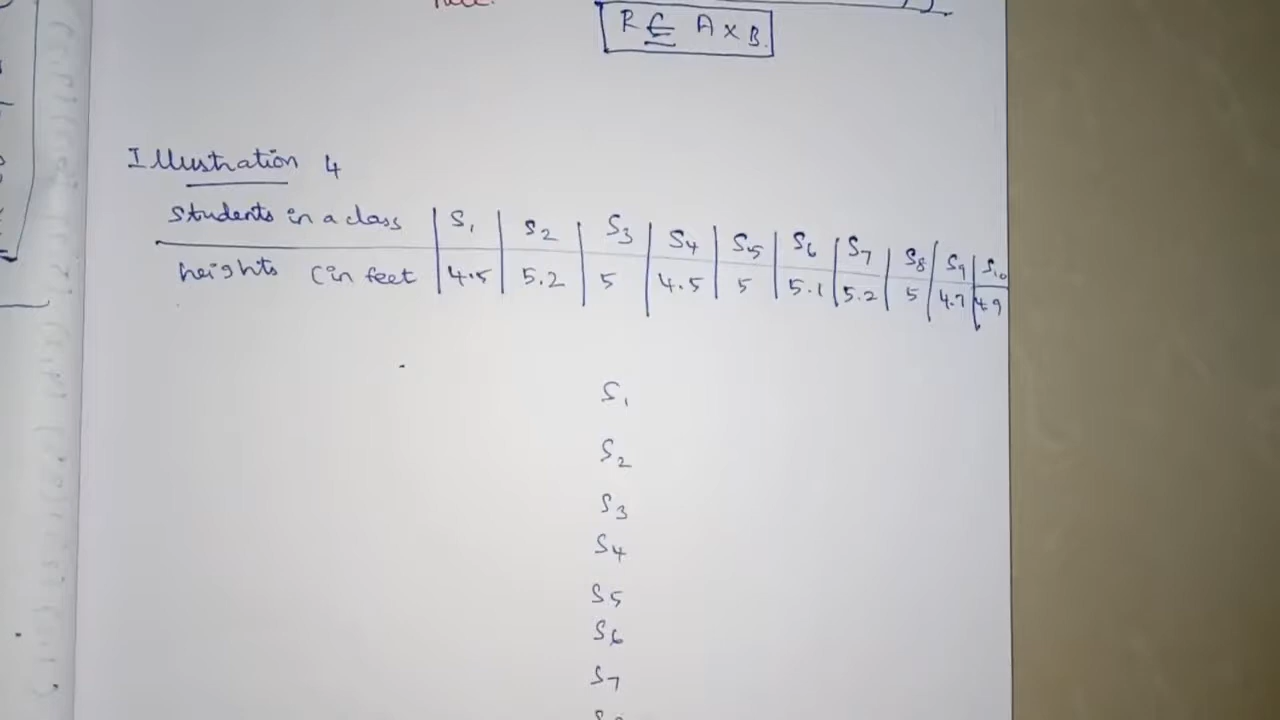 R ⊆ A × B.
Illustration 4
students in a class | S1 | S2 | S3 | S4 | S5 | S6 | S7 | S8 | S9 | S10
heights (in feet | 4.5 | 5.2 | 5 | 4.5 | 5 | 5.1 | 5.2 | 5 | 4.7 | 4.9
S1
S2
S3
S4
S5
S6
S7